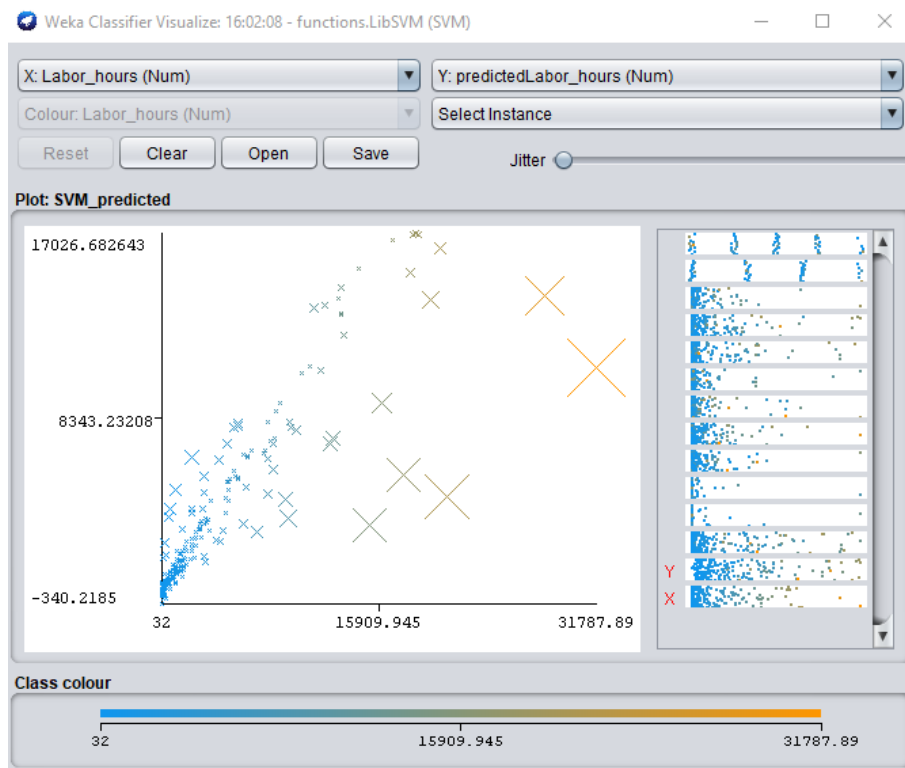 Weka Classifier Visualize: 16:02:08 - functions.LibSVM (SVM)
X: Labor_hours (Num)
Y: predictedLabor_hours (Num)
Colour: Labor_hours (Num)
Select Instance
Reset
Clear
Open
Save
Jitter
Plot: SVM_predicted
17026.682643
8343.23208
-340.2185
32
15909.945
31787.89
Y
X
Class colour
32
15909.945
31787.89